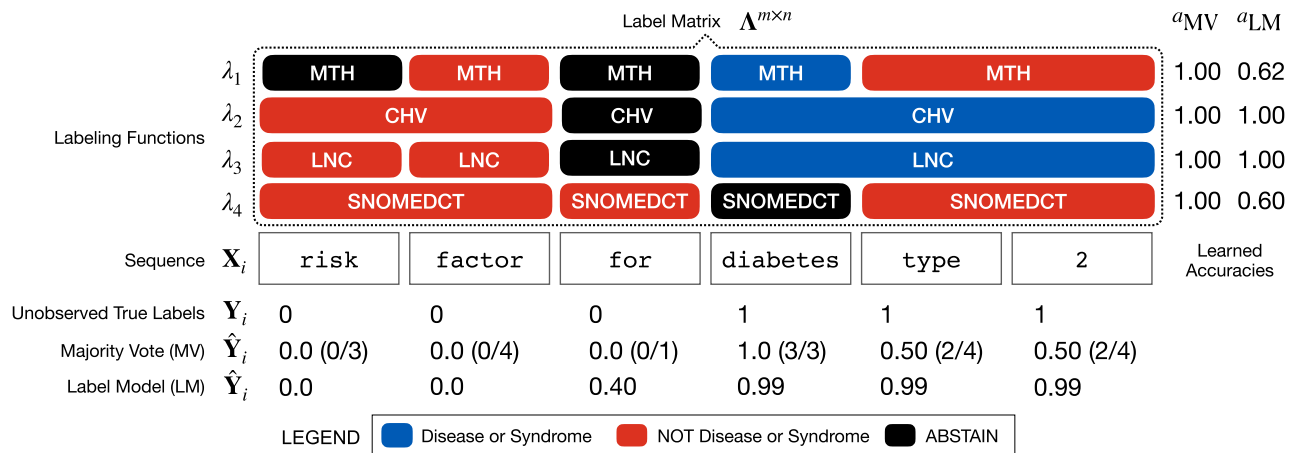 Label Matrix Λ^{m×n} a_MV a_LM
λ1 MTH MTH MTH MTH MTH 1.00 0.62
λ2 CHV CHV CHV 1.00 1.00
Labeling Functions
λ3 LNC LNC LNC LNC 1.00 1.00
λ4 SNOMEDCT SNOMEDCT SNOMEDCT SNOMEDCT 1.00 0.60
Sequence X_i risk factor for diabetes type 2 Learned
Accuracies
Unobserved True Labels Y_i 0 0 0 1 1 1
Majority Vote (MV) Ŷ_i 0.0 (0/3) 0.0 (0/4) 0.0 (0/1) 1.0 (3/3) 0.50 (2/4) 0.50 (2/4)
Label Model (LM) Ŷ_i 0.0 0.0 0.40 0.99 0.99 0.99
LEGEND Disease or Syndrome NOT Disease or Syndrome ABSTAIN